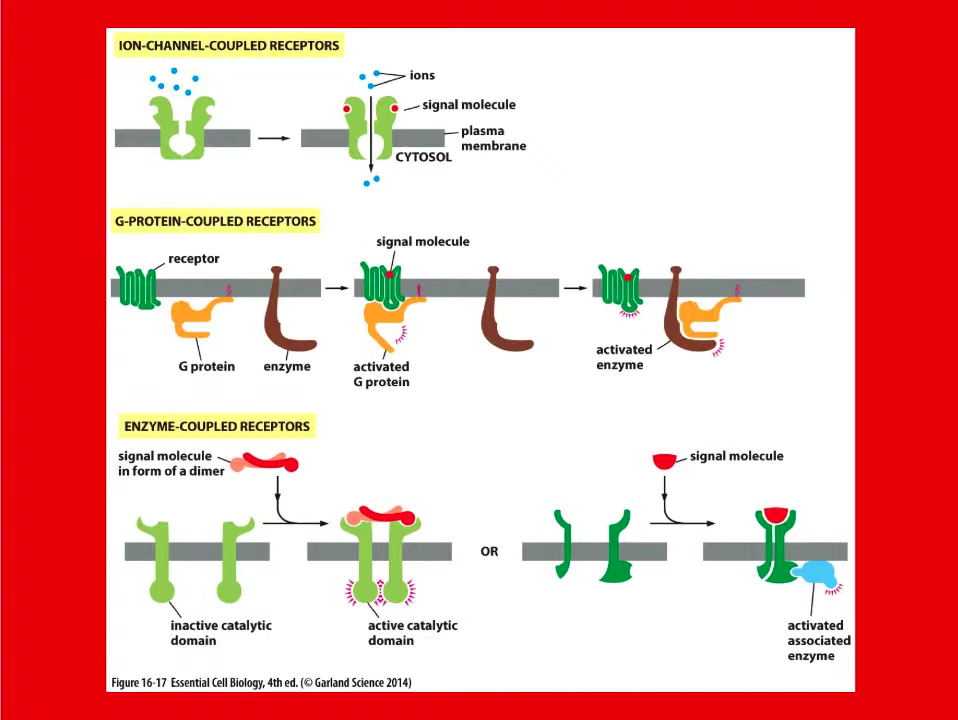 ION-CHANNEL-COUPLED RECEPTORS
ions
signal molecule
plasma
membrane
CYTOSOL
G-PROTEIN-COUPLED RECEPTORS
signal molecule
receptor
G protein
enzyme
activated
G protein
activated
enzyme
ENZYME-COUPLED RECEPTORS
signal molecule
in form of a dimer
signal molecule
OR
inactive catalytic
domain
active catalytic
domain
activated
associated
enzyme
Figure 16-17 Essential Cell Biology, 4th ed. (© Garland Science 2014)